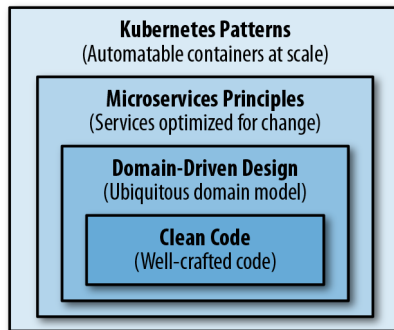 Kubernetes Patterns
(Automatable containers at scale)
Microservices Principles
(Services optimized for change)
Domain-Driven Design
(Ubiquitous domain model)
Clean Code
(Well-crafted code)